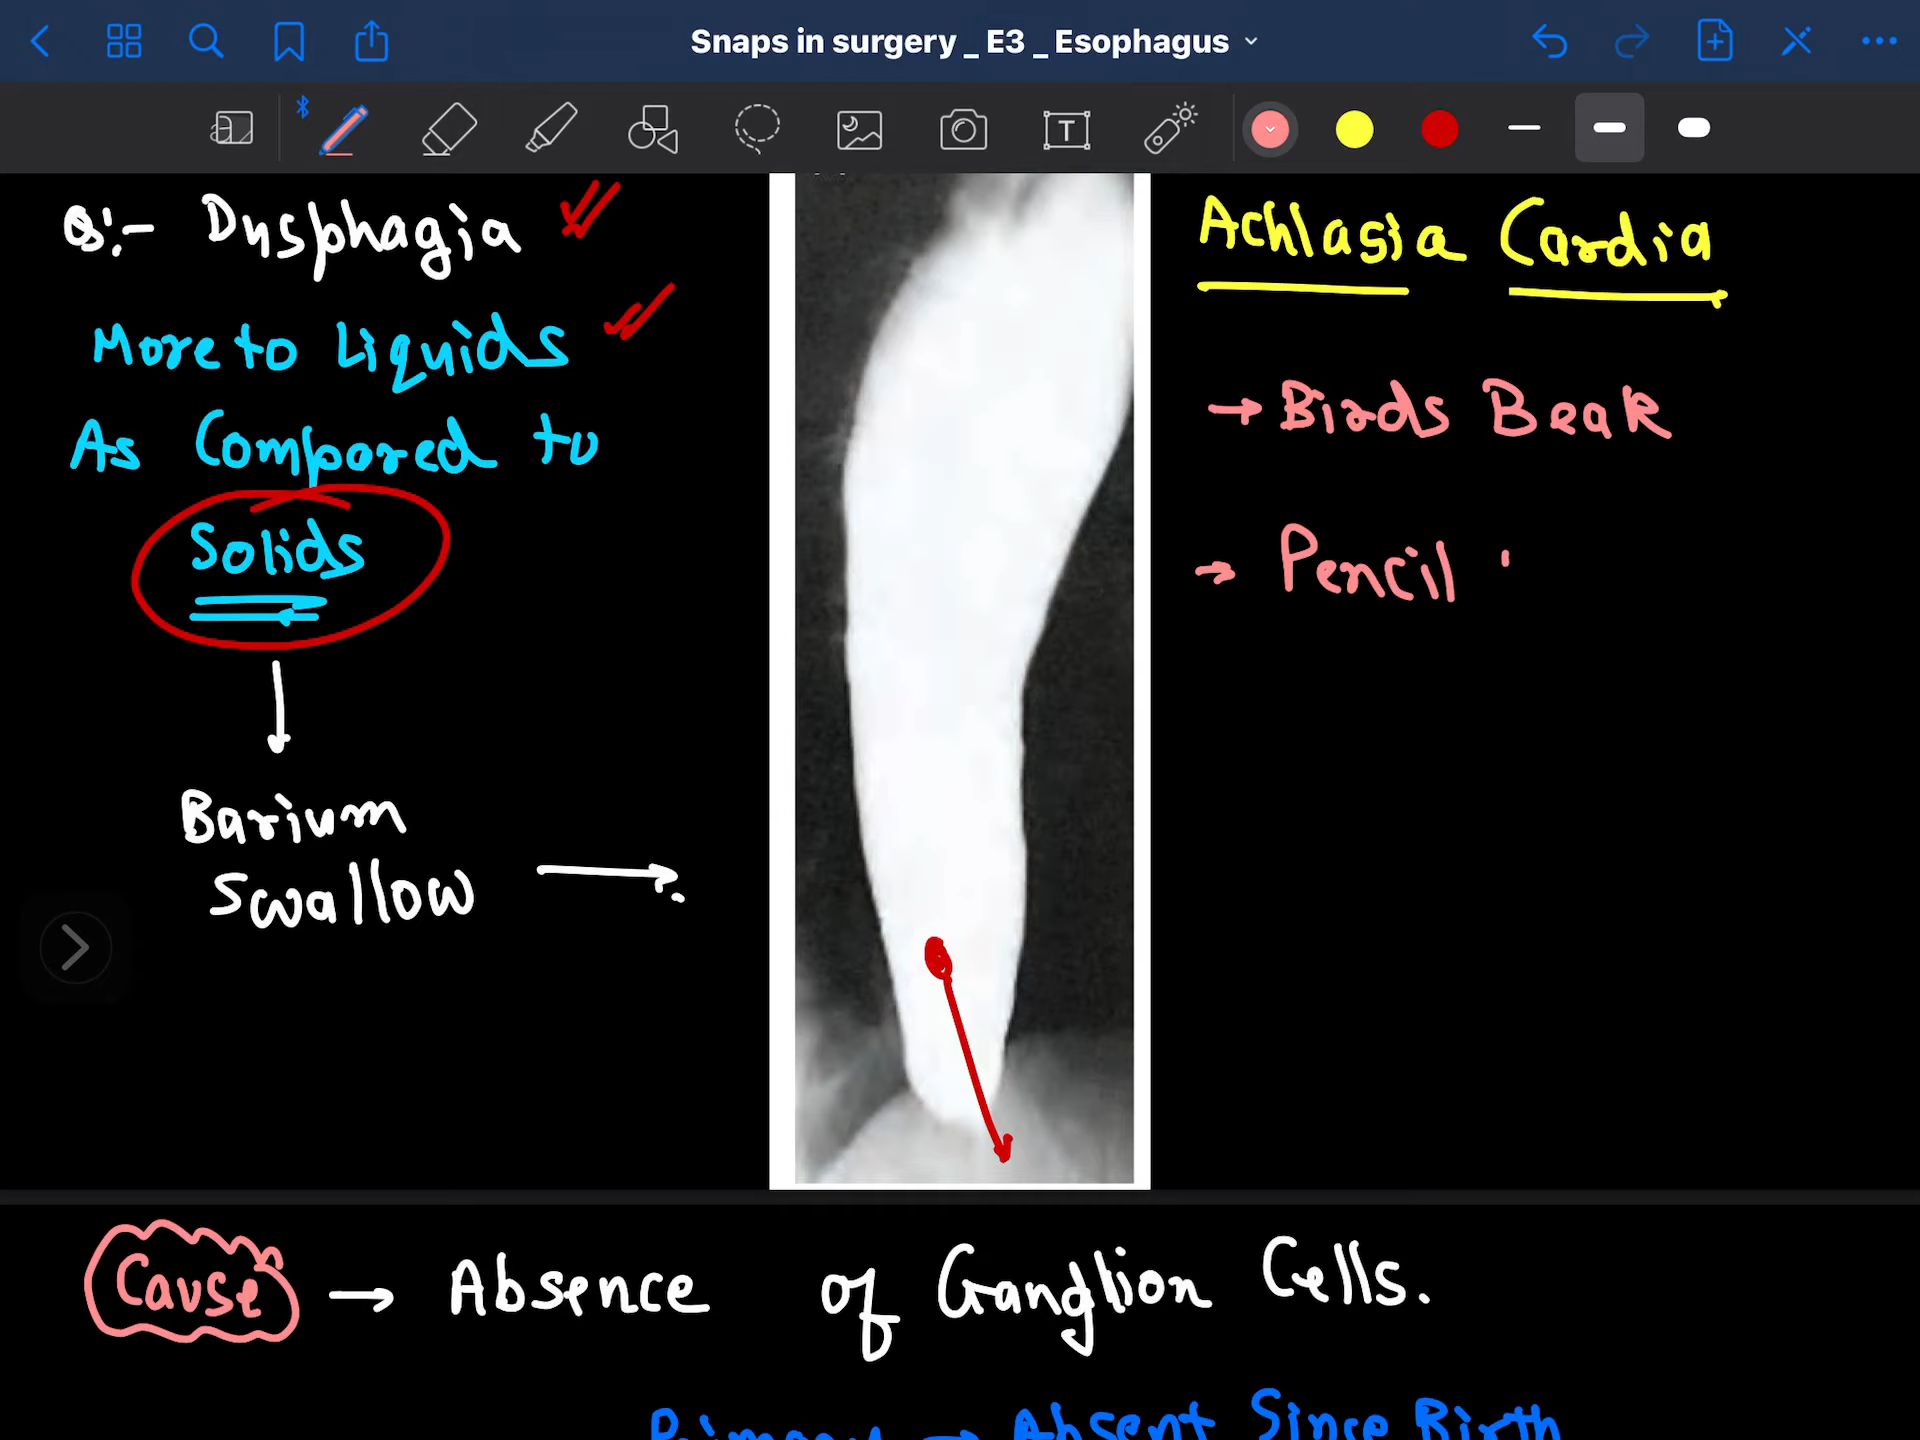 Snaps in surgery _ E3 _ Esophagus
Q:- Dysphagia
More to Liquids
As Compared to
Solids
Barium
Swallow →
Achlasia Cardia
→ Birds Beak
→ Pencil '
Cause → Absence of Ganglion Cells.
Primary → Absent Since Birth